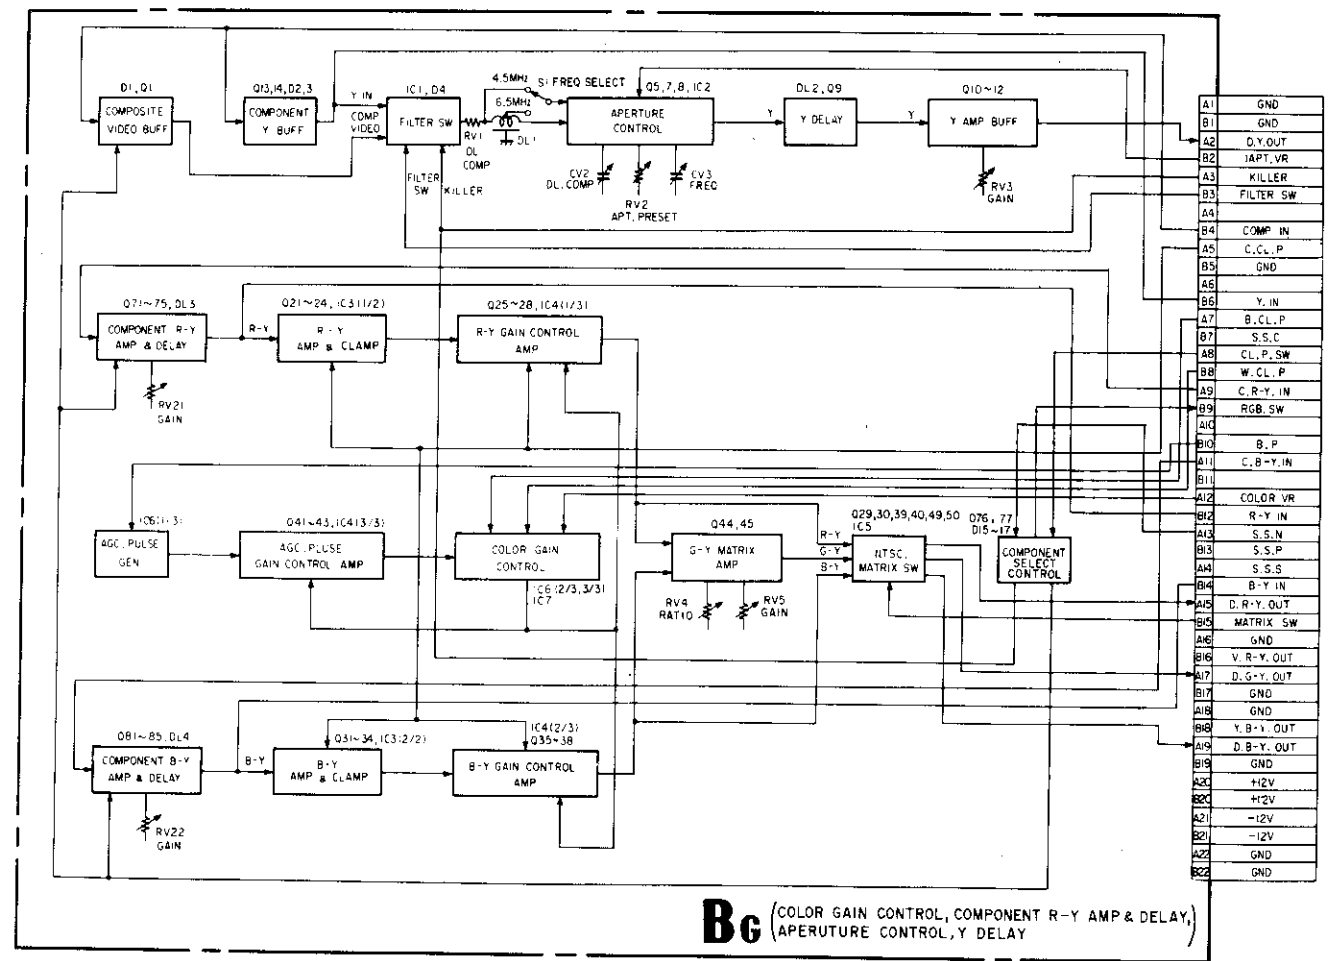 D1, Q1
COMPOSITE
VIDEO BUFF
Q13,14, D2,3
COMPONENT
Y BUFF
Y IN
COMP
VIDEO
IC1, D4
FILTER SW
FILTER
SW
KILLER
RV1
DL
COMP
4.5MHz
6.5MHz
S1 FREQ SELECT
DL1
Q5,7,8, IC2
APERTURE
CONTROL
CV2
DL.COMP
RV2
APT. PRESET
CV3
FREQ
Y
DL2, Q9
Y DELAY
Y
Q10~12
Y AMP BUFF
RV3
GAIN
Q71~75, DL3
COMPONENT R-Y
AMP & DELAY
RV21
GAIN
R-Y
Q21~24, IC3(1/2)
R-Y
AMP & CLAMP
Q25~28, IC4(1/3)
R-Y GAIN CONTROL
AMP
IC6(1/3)
AGC. PULSE
GEN
Q41~43, IC4(3/3)
AGC. PLUSE
GAIN CONTROL AMP
COLOR GAIN
CONTROL
IC6(2/3,3/3)
IC7
Q44, 45
G-Y MATRIX
AMP
RV4
RATIO
RV5
GAIN
R-Y
G-Y
B-Y
Q29,30,39,40,49,50
IC5
NTSC.
MATRIX SW
Q76, 77
D15~17
COMPONENT
SELECT
CONTROL
Q81~85, DL4
COMPONENT B-Y
AMP & DELAY
RV22
GAIN
B-Y
Q31~34, IC3(2/2)
B-Y
AMP & CLAMP
IC4(2/3)
Q35~38
B-Y GAIN CONTROL
AMP
A1 GND
B1 GND
A2 D.Y.OUT
B2 IAPT. VR
A3 KILLER
B3 FILTER SW
A4
B4 COMP IN
A5 C.CL.P
B5 GND
A6
B6 Y. IN
A7 B.CL.P
B7 S.S.C
A8 CL.P.SW
B8 W.CL.P
A9 C.R-Y. IN
B9 RGB. SW
A10
B10 B.P
A11 C.B-Y. IN
B11
A12 COLOR VR
B12 R-Y IN
A13 S.S.N
B13 S.S.P
A14 S.S.S
B14 B-Y IN
A15 D.R-Y.OUT
B15 MATRIX SW
A16 GND
B16 V.R-Y.OUT
A17 D.G-Y.OUT
B17 GND
A18 GND
B18 Y.B-Y.OUT
A19 D.B-Y.OUT
B19 GND
A20 +12V
B20 +12V
A21 -12V
B21 -12V
A22 GND
B22 GND
BG (COLOR GAIN CONTROL, COMPONENT R-Y AMP & DELAY,
APERUTURE CONTROL, Y DELAY)